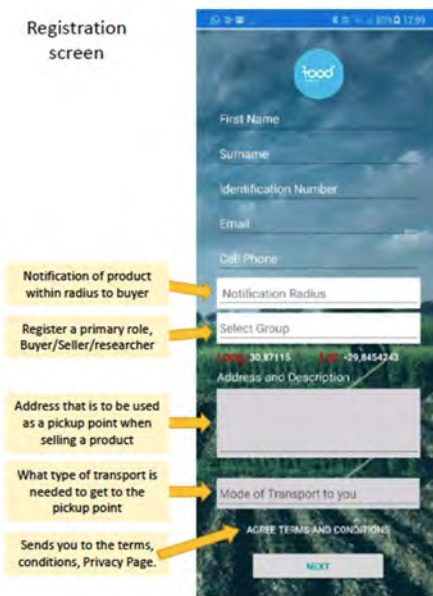 Registration
screen
12:09
food
First Name
Surname
Identification Number
Email
Cell Phone
Notification of product
within radius to buyer
Notification Radius
Register a primary role,
Buyer/Seller/researcher
Select Group
Long: 30,87115 Lat: -29,8454243
Address and Description
Address that is to be used
as a pickup point when
selling a product
What type of transport is
needed to get to the
pickup point
Mode of Transport to you
AGREE TERMS AND CONDITIONS
Sends you to the terms,
conditions, Privacy Page.
NEXT